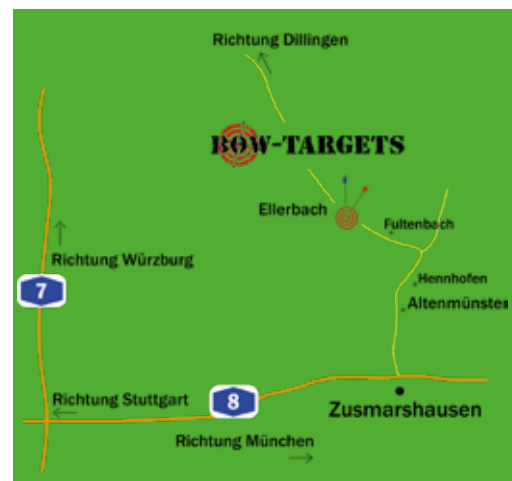 Richtung Dillingen
BOW-TARGETS
Ellerbach
Fultenbach
Richtung Würzburg
Hennhofen
7
Altenmünster
Richtung Stuttgart
8
Zusmarshausen
Richtung München